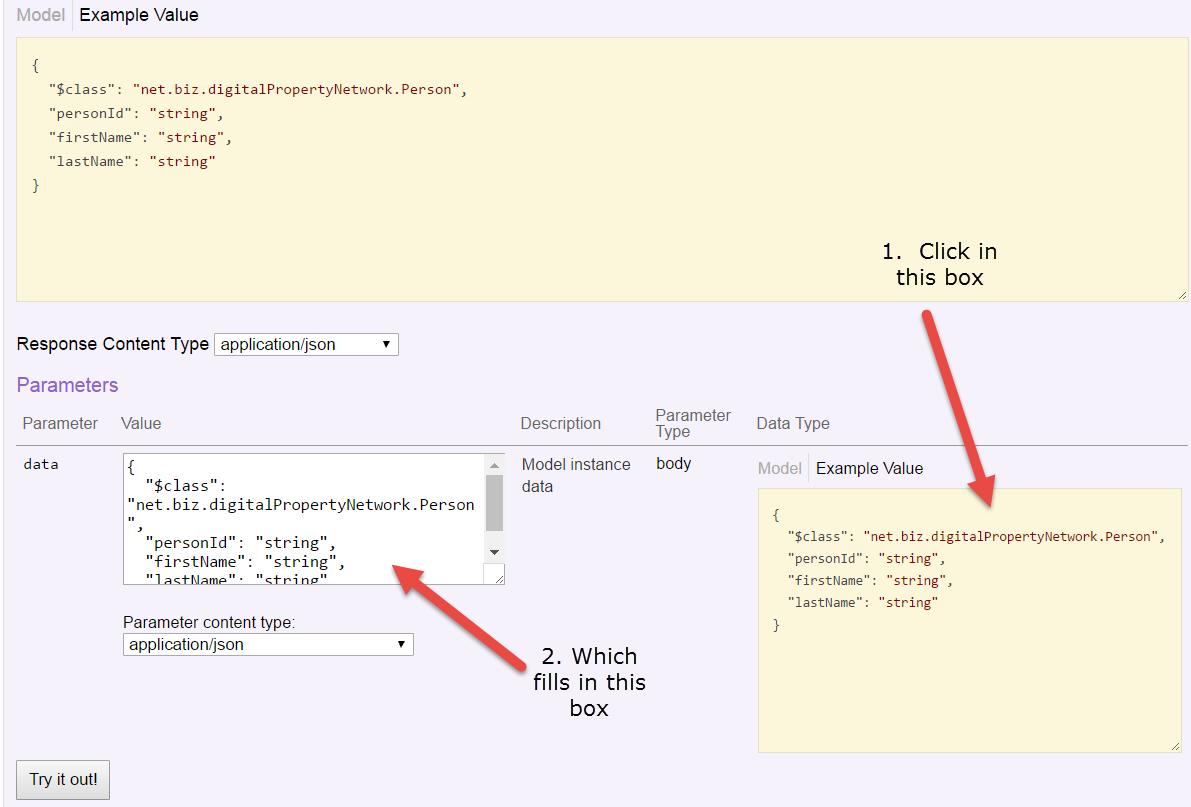 Model Example Value
{
"$class": "net.biz.digitalPropertyNetwork.Person",
"personId": "string",
"firstName": "string",
"lastName": "string"
}
1. Click in
this box
Response Content Type application/json
Parameters
Parameter Value Description Parameter Type Data Type
data
{
"$class":
"net.biz.digitalPropertyNetwork.Person
",
"personId": "string",
"firstName": "string",
"lastName": "string"
Model instance
data
body
Model Example Value
{
"$class": "net.biz.digitalPropertyNetwork.Person",
"personId": "string",
"firstName": "string",
"lastName": "string"
}
Parameter content type:
application/json
2. Which
fills in this
box
Try it out!